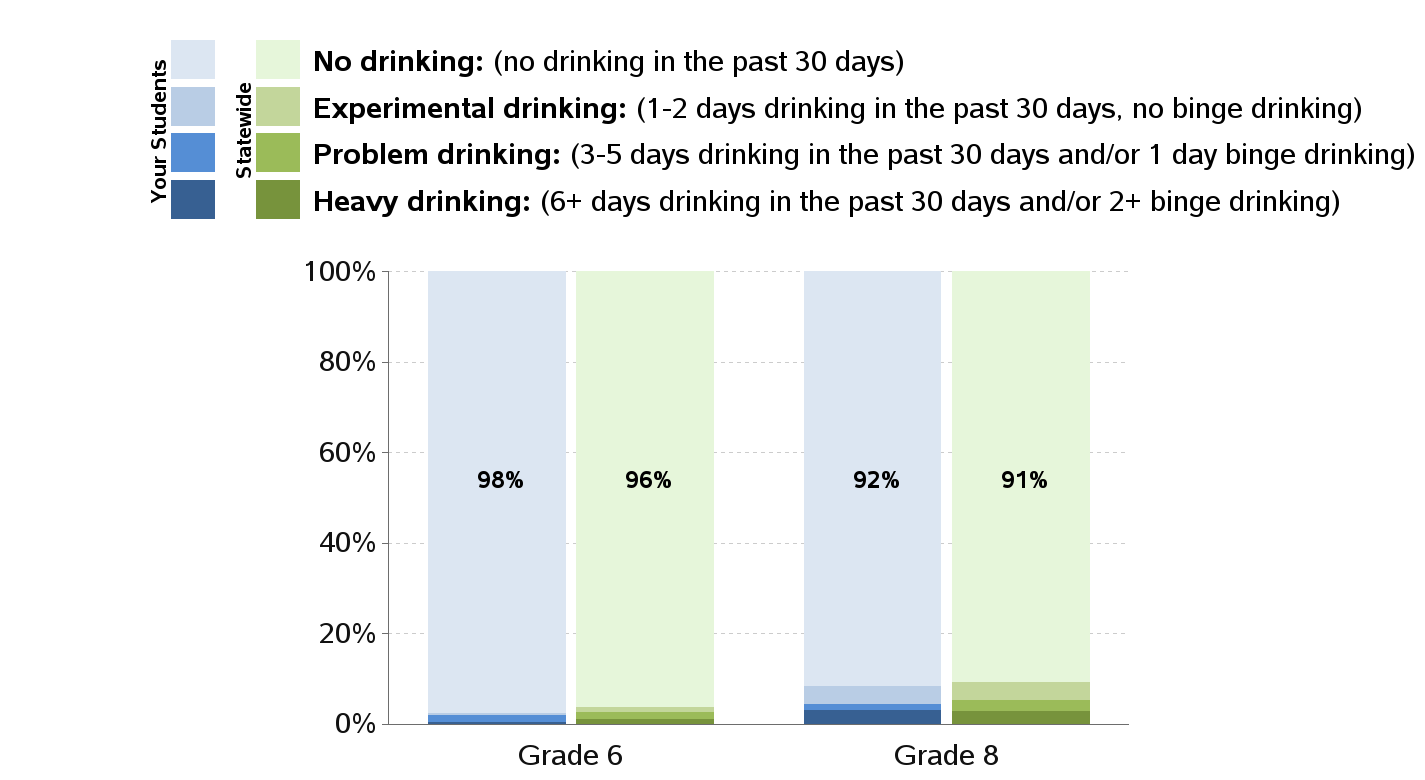 Your Students
Statewide
No drinking: (no drinking in the past 30 days)
Experimental drinking: (1-2 days drinking in the past 30 days, no binge drinking)
Problem drinking: (3-5 days drinking in the past 30 days and/or 1 day binge drinking)
Heavy drinking: (6+ days drinking in the past 30 days and/or 2+ binge drinking)
100%
80%
60%
98% 96% 92% 91%
40%
20%
0%
Grade 6 Grade 8